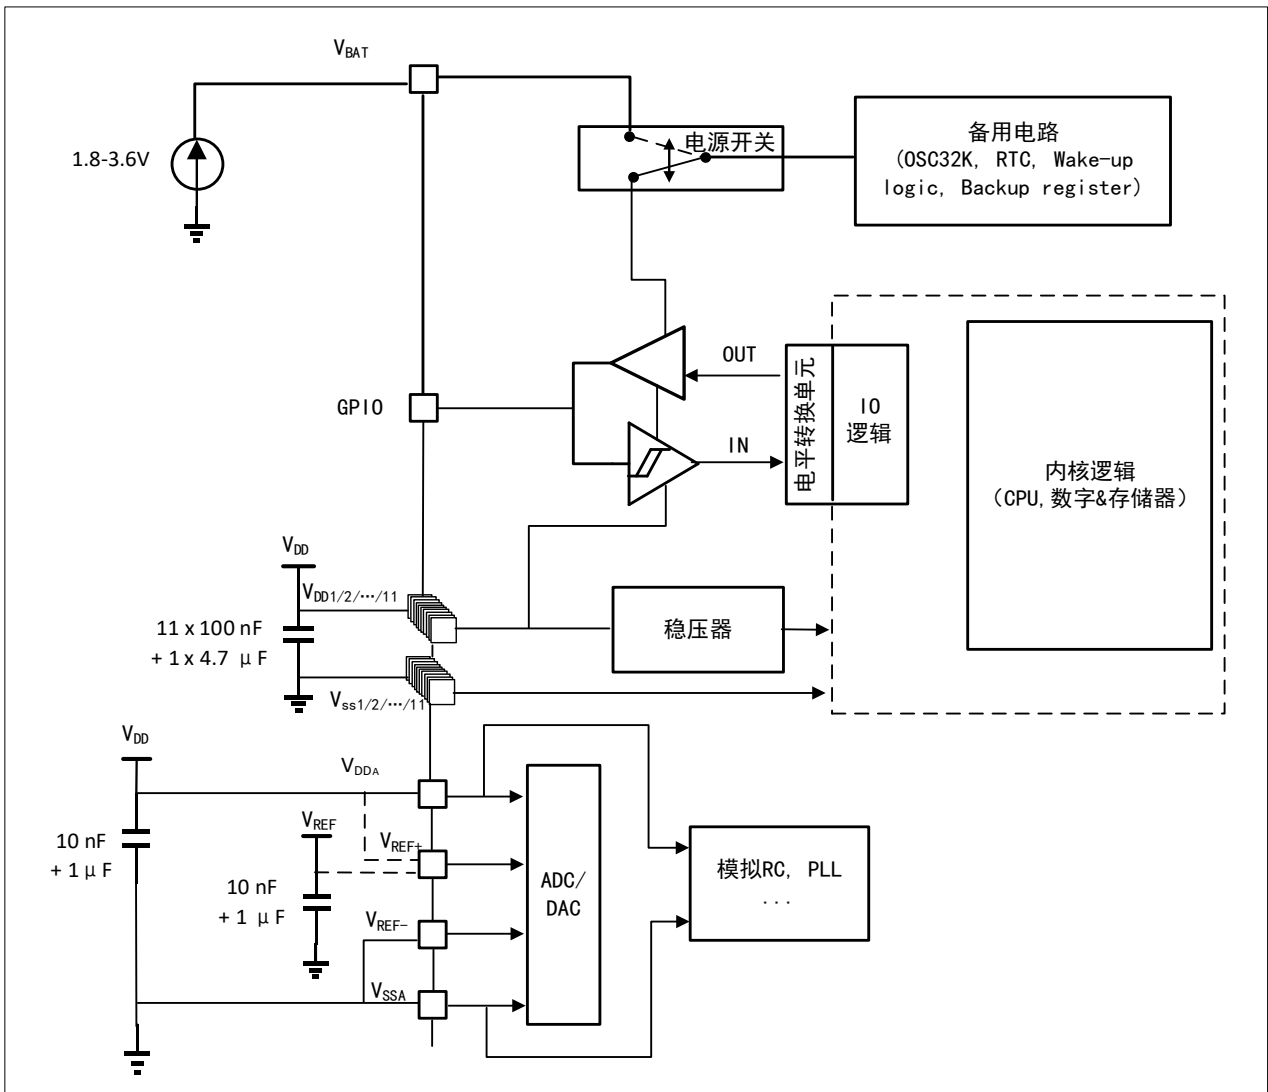 VBAT
1.8-3.6V
电源开关
备用电路
(OSC32K, RTC, Wake-up
logic, Backup register)
OUT
GPIO
IN
电平转换单元
IO
逻辑
内核逻辑
(CPU,数字&存储器)
VDD
VDD1/2/…/11
11 x 100 nF
+ 1 x 4.7 μF
稳压器
Vss1/2/…/11
VDD
VDDA
10 nF
+ 1 μF
VREF
VREF+
10 nF
+ 1 μF
ADC/
DAC
模拟RC, PLL
...
VREF-
VSSA